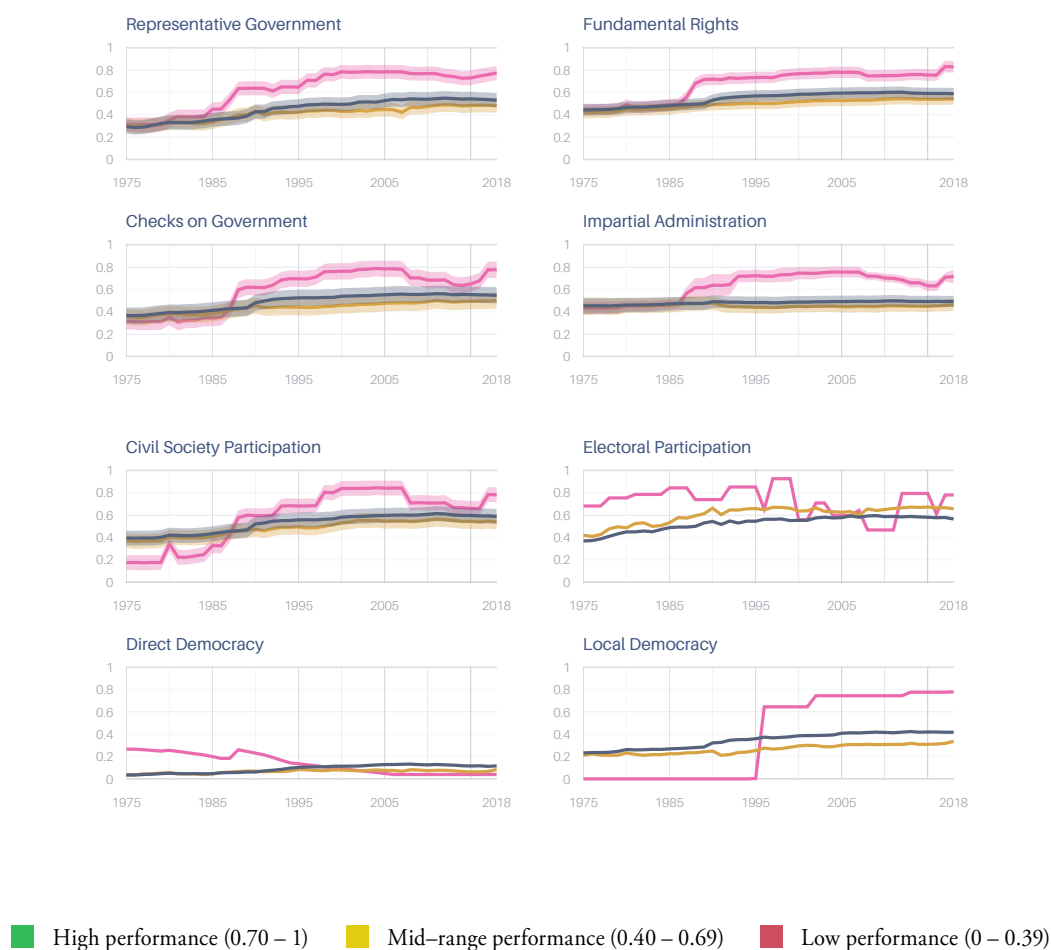 Representative Government
Fundamental Rights
1
0.8
0.6
0.4
0.2
0
1975 1985 1995 2005 2018
1
0.8
0.6
0.4
0.2
0
1975 1985 1995 2005 2018
Checks on Government
Impartial Administration
1
0.8
0.6
0.4
0.2
0
1975 1985 1995 2005 2018
1
0.8
0.6
0.4
0.2
0
1975 1985 1995 2005 2018
Civil Society Participation
Electoral Participation
1
0.8
0.6
0.4
0.2
0
1975 1985 1995 2005 2018
1
0.8
0.6
0.4
0.2
0
1975 1985 1995 2005 2018
Direct Democracy
Local Democracy
1
0.8
0.6
0.4
0.2
0
1975 1985 1995 2005 2018
1
0.8
0.6
0.4
0.2
0
1975 1985 1995 2005 2018
High performance (0.70 – 1) Mid–range performance (0.40 – 0.69) Low performance (0 – 0.39)